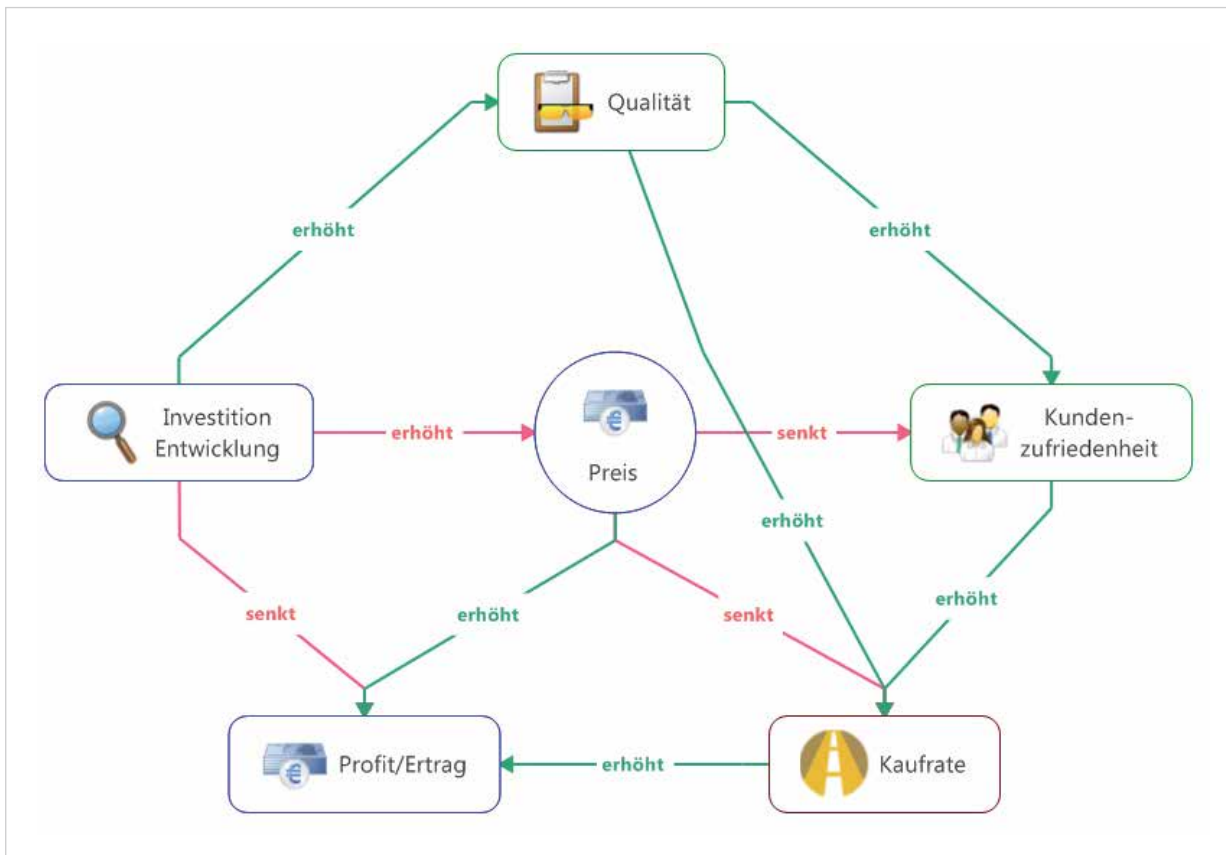 Qualität
erhöht
erhöht
Investition
Entwicklung
erhöht
Preis
senkt
Kunden-
zufriedenheit
erhöht
senkt
erhöht
senkt
erhöht
Profit/Ertrag
erhöht
Kaufrate